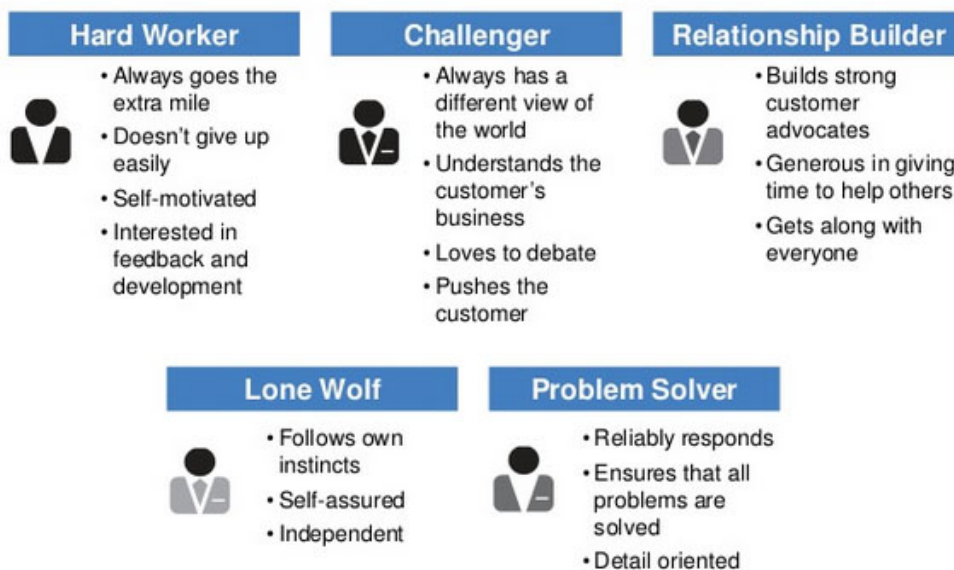 Hard Worker
• Always goes the
extra mile
• Doesn't give up
easily
• Self-motivated
• Interested in
feedback and
development
Challenger
• Always has a
different view of
the world
• Understands the
customer's
business
• Loves to debate
• Pushes the
customer
Relationship Builder
• Builds strong
customer
advocates
• Generous in giving
time to help others
• Gets along with
everyone
Lone Wolf
• Follows own
instincts
• Self-assured
• Independent
Problem Solver
• Reliably responds
• Ensures that all
problems are
solved
• Detail oriented